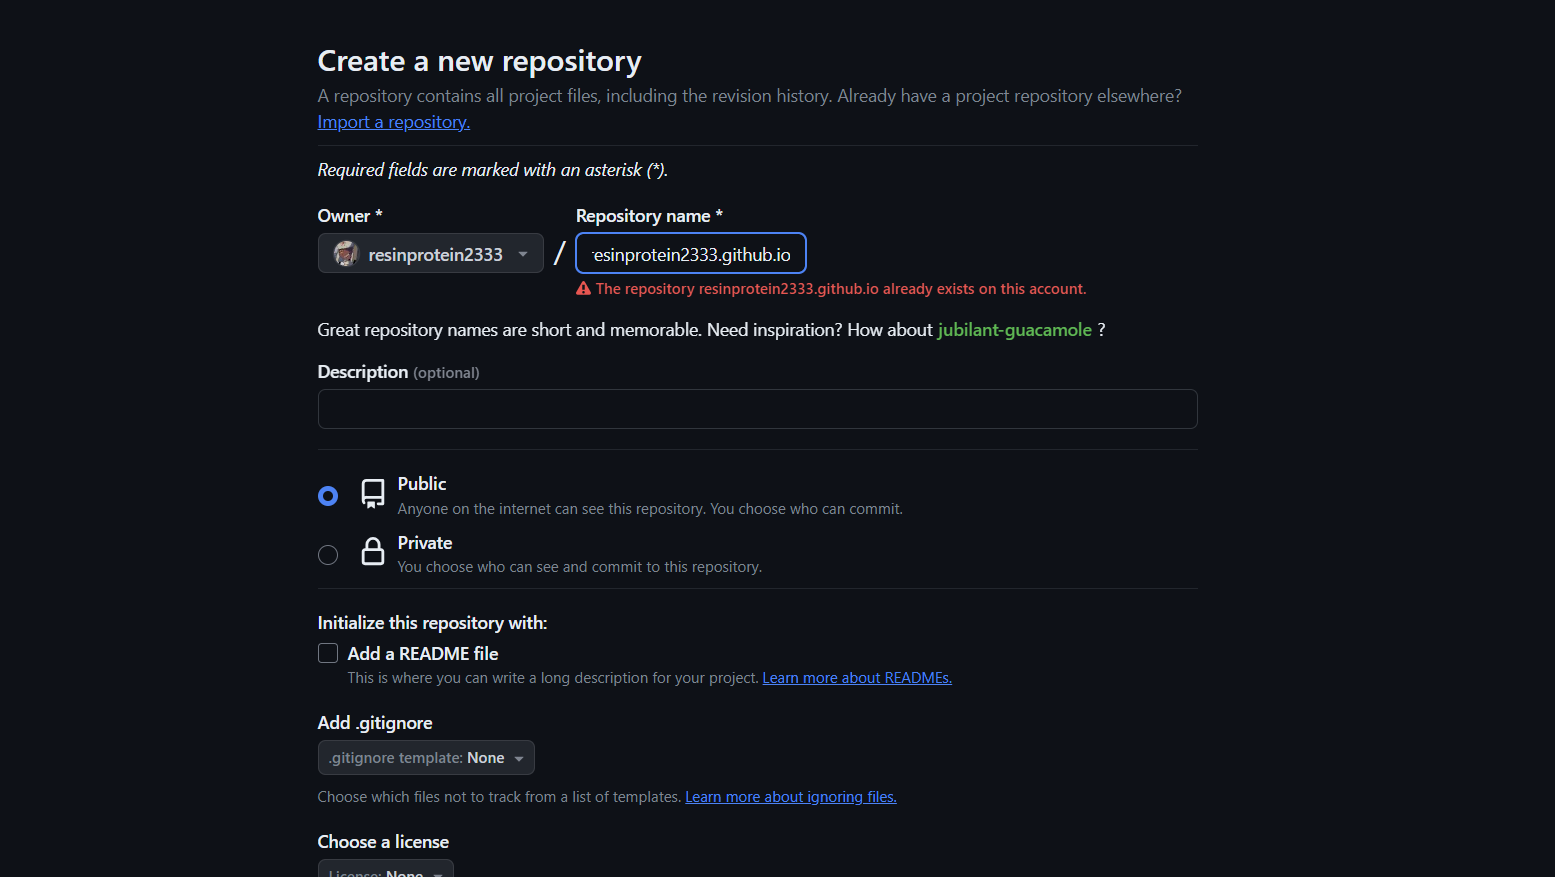 Create a new repository
A repository contains all project files, including the revision history. Already have a project repository elsewhere?
Import a repository.
Required fields are marked with an asterisk (*).
Owner *
Repository name *
resinprotein2333
/
esinprotein2333.github.io
The repository resinprotein2333.github.io already exists on this account.
Great repository names are short and memorable. Need inspiration? How about jubilant-guacamole ?
Description (optional)
Public
Anyone on the internet can see this repository. You choose who can commit.
Private
You choose who can see and commit to this repository.
Initialize this repository with:
Add a README file
This is where you can write a long description for your project. Learn more about READMEs.
Add .gitignore
.gitignore template: None
Choose which files not to track from a list of templates. Learn more about ignoring files.
Choose a license
License: None